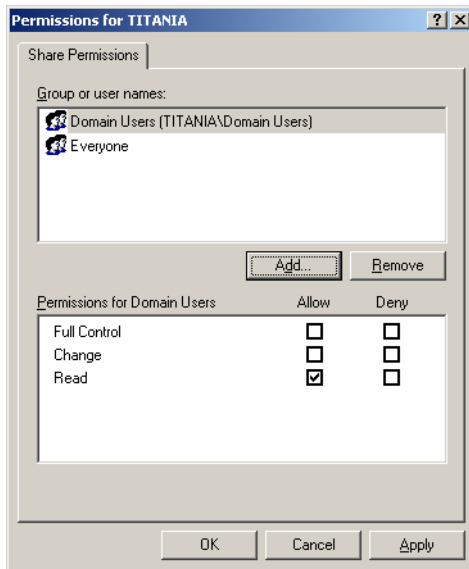 Permissions for TITANIA
Share Permissions
Group or user names:
Domain Users (TITANIA\Domain Users)
Everyone
Add... Remove
Permissions for Domain Users Allow Deny
Full Control
Change
Read
OK Cancel Apply